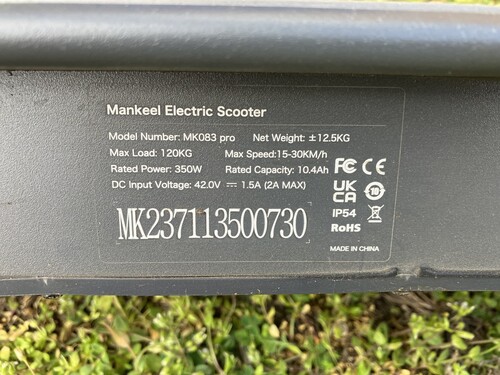 Mankeel Electric Scooter
Model Number: MK083 pro Net Weight: ±12.5KG
Max Load: 120KG Max Speed:15-30KM/h
Rated Power: 350W Rated Capacity: 10.4Ah
DC Input Voltage: 42.0V ⎓ 1.5A (2A MAX)
FC CE
UK
CA 10
IP54
RoHS
MK237113500730
MADE IN CHINA